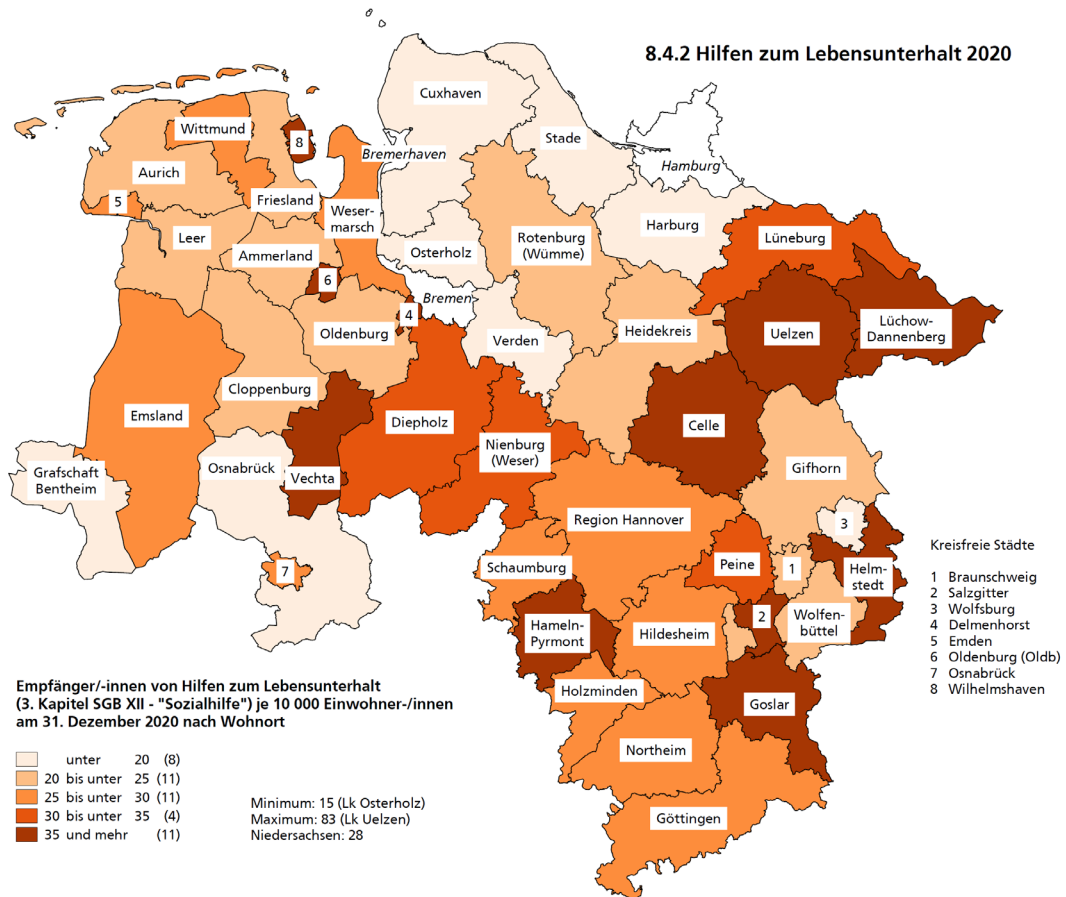 8.4.2 Hilfen zum Lebensunterhalt 2020
Cuxhaven
Stade
Wittmund
8
Bremerhaven
Hamburg
Aurich
5
Friesland
Weser-
marsch
Harburg
Leer
Ammerland
Osterholz
Rotenburg
(Wümme)
Lüneburg
6
Bremen
4
Oldenburg
Verden
Heidekreis
Uelzen
Lüchow-
Dannenberg
Cloppenburg
Emsland
Diepholz
Celle
Nienburg
(Weser)
Grafschaft
Bentheim
Osnabrück
Vechta
Gifhorn
Region Hannover
3
Schaumburg
Peine
1
Helm-
stedt
7
2
Hameln-
Pyrmont
Hildesheim
Wolfen-
büttel
Holzminden
Goslar
Northeim
Göttingen
Kreisfreie Städte
1 Braunschweig
2 Salzgitter
3 Wolfsburg
4 Delmenhorst
5 Emden
6 Oldenburg (Oldb)
7 Osnabrück
8 Wilhelmshaven
Empfänger/-innen von Hilfen zum Lebensunterhalt
(3. Kapitel SGB XII - "Sozialhilfe") je 10 000 Einwohner-/innen
am 31. Dezember 2020 nach Wohnort
unter 20 (8)
20 bis unter 25 (11)
25 bis unter 30 (11)
30 bis unter 35 (4)
35 und mehr (11)
Minimum: 15 (Lk Osterholz)
Maximum: 83 (Lk Uelzen)
Niedersachsen: 28